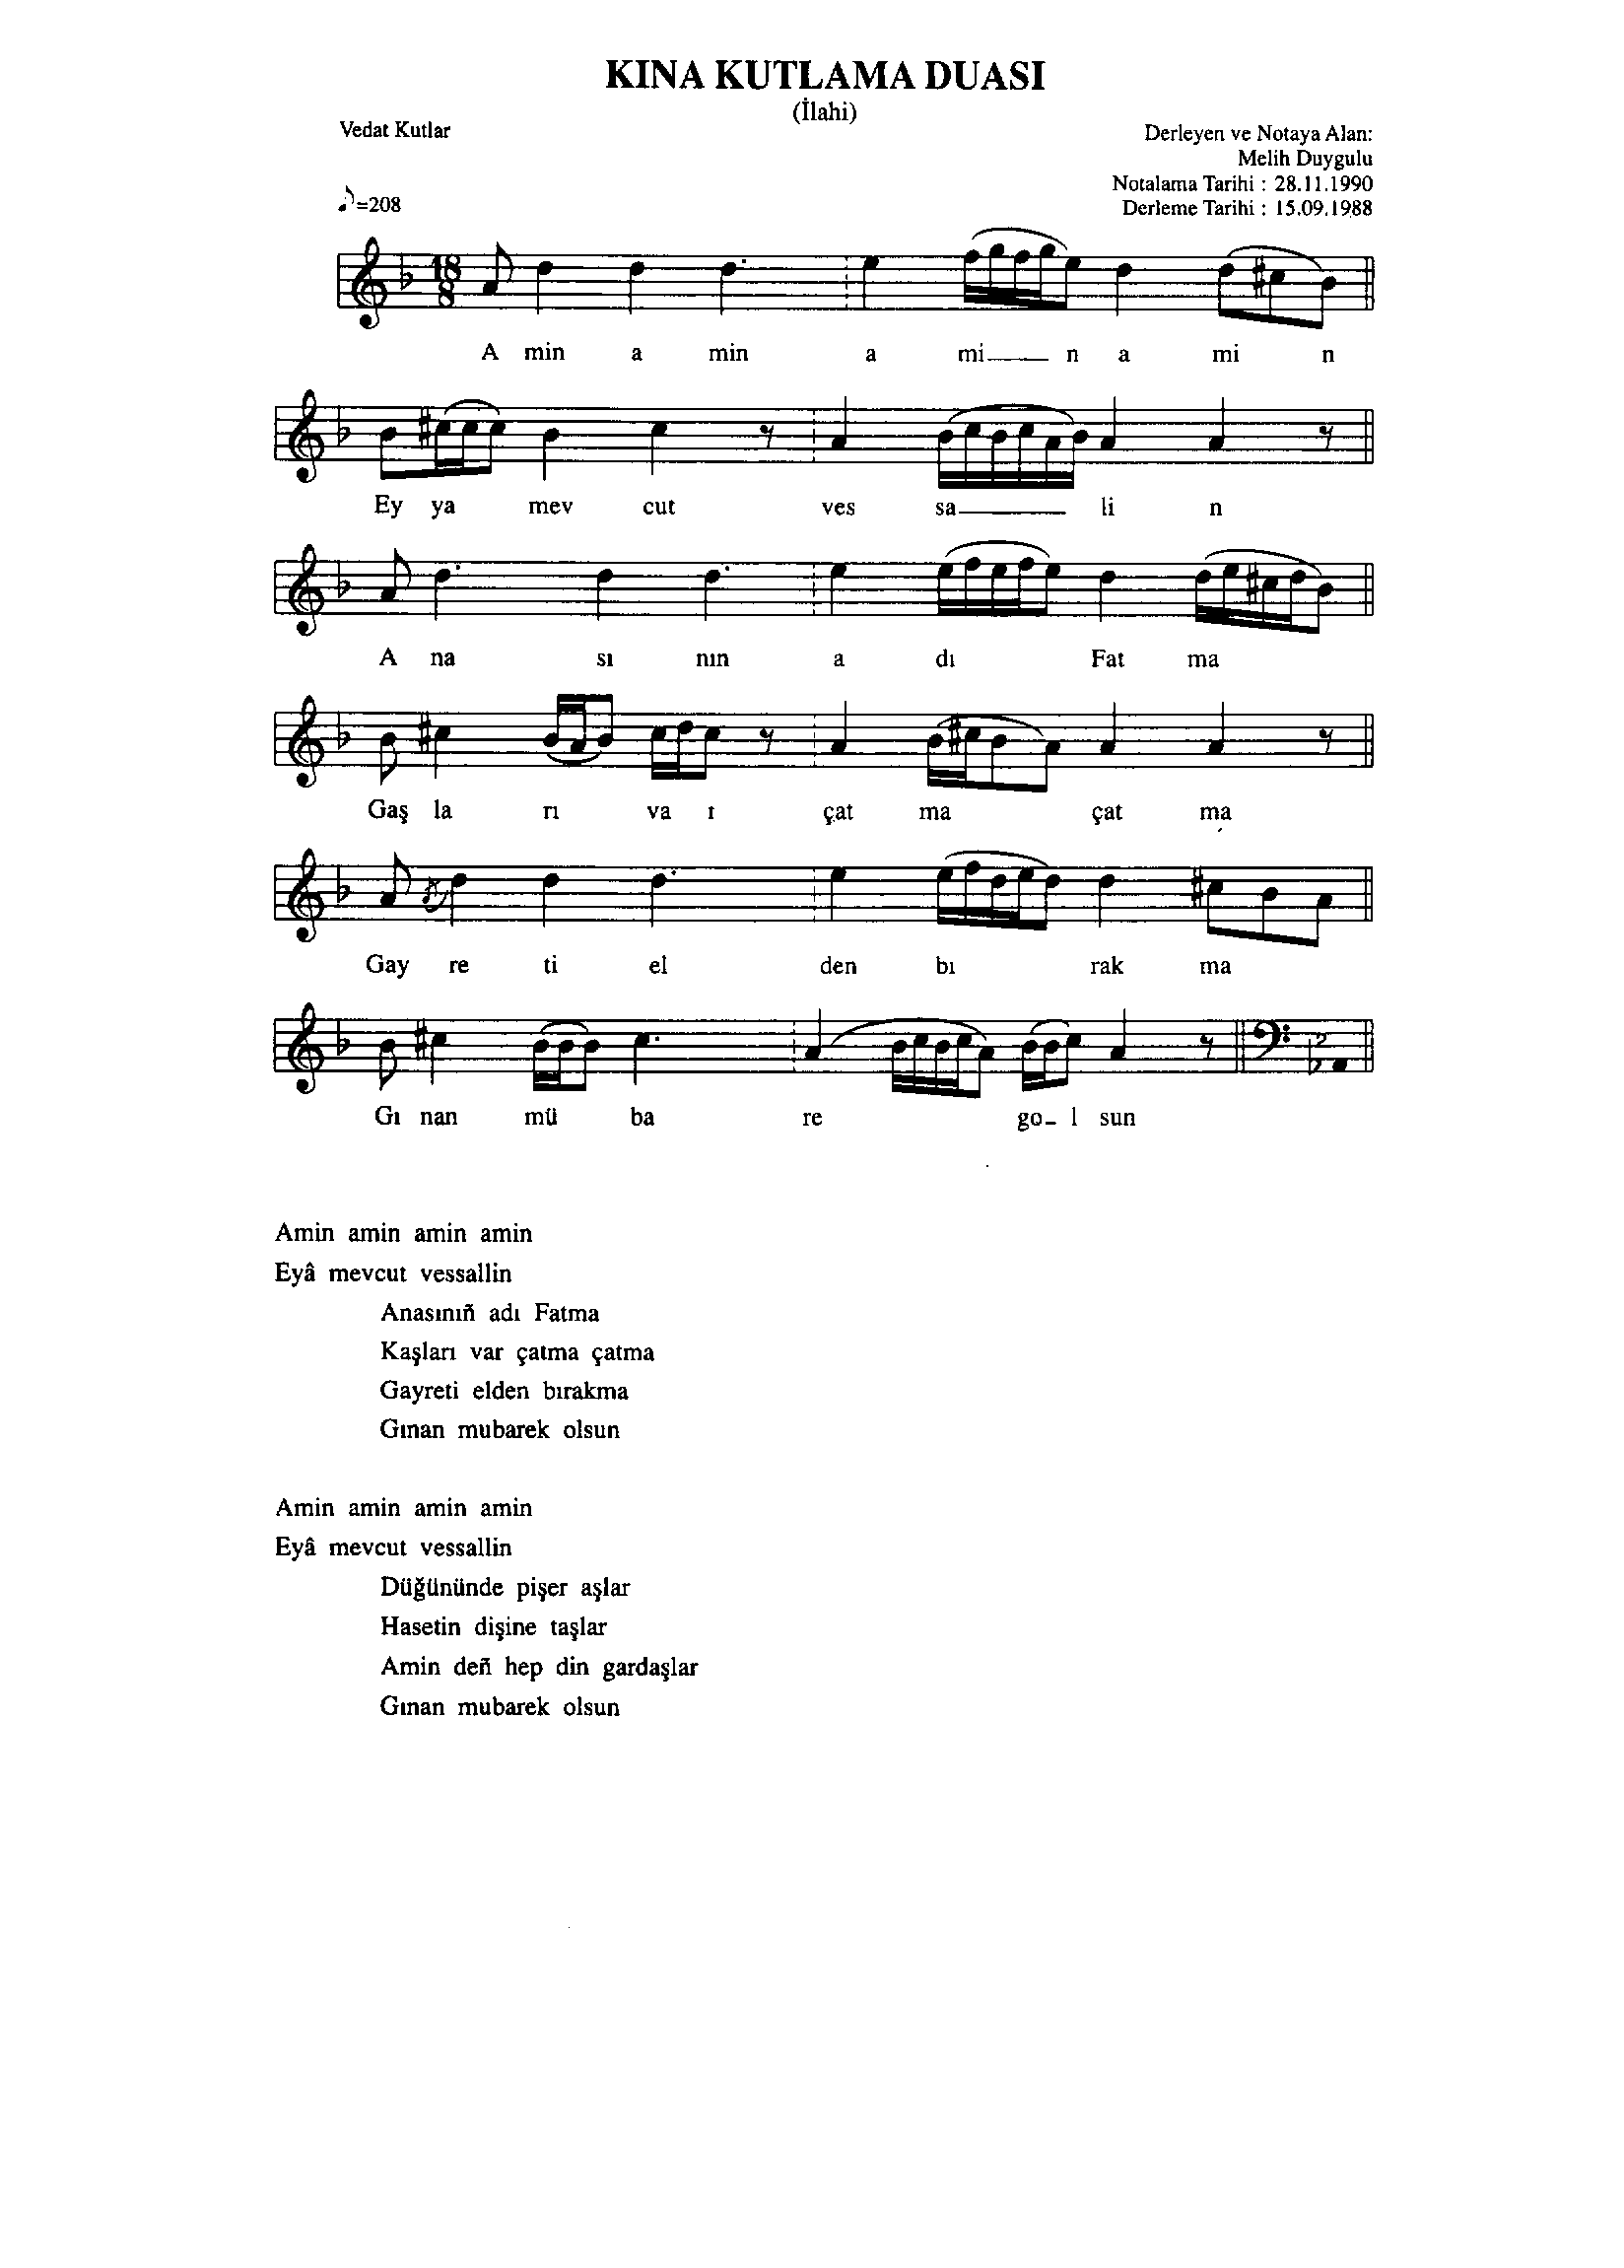 KINA KUTLAMA DUASI
(İlahi)
Vedat Kutlar
Derleyen ve Notaya Alan:
Melih Duygulu
Notalama Tarihi : 28.11.1990
Derleme Tarihi : 15.09.1988
♪=208
18
8
A min a min a mi n a mi n
Ey ya mev cut ves sa li n
A na sı nın a dı Fat ma
Gaş la rı va r çat ma çat ma
Gay re ti el den bı rak ma
Gı nan mü ba re go l sun
Amin amin amin amin
Eyâ mevcut vessallin
Anasınıñ adı Fatma
Kaşları var çatma çatma
Gayreti elden bırakma
Gınan mubarek olsun
Amin amin amin amin
Eyâ mevcut vessallin
Düğününde pişer aşlar
Hasetin dişine taşlar
Amin deñ hep din gardaşlar
Gınan mubarek olsun